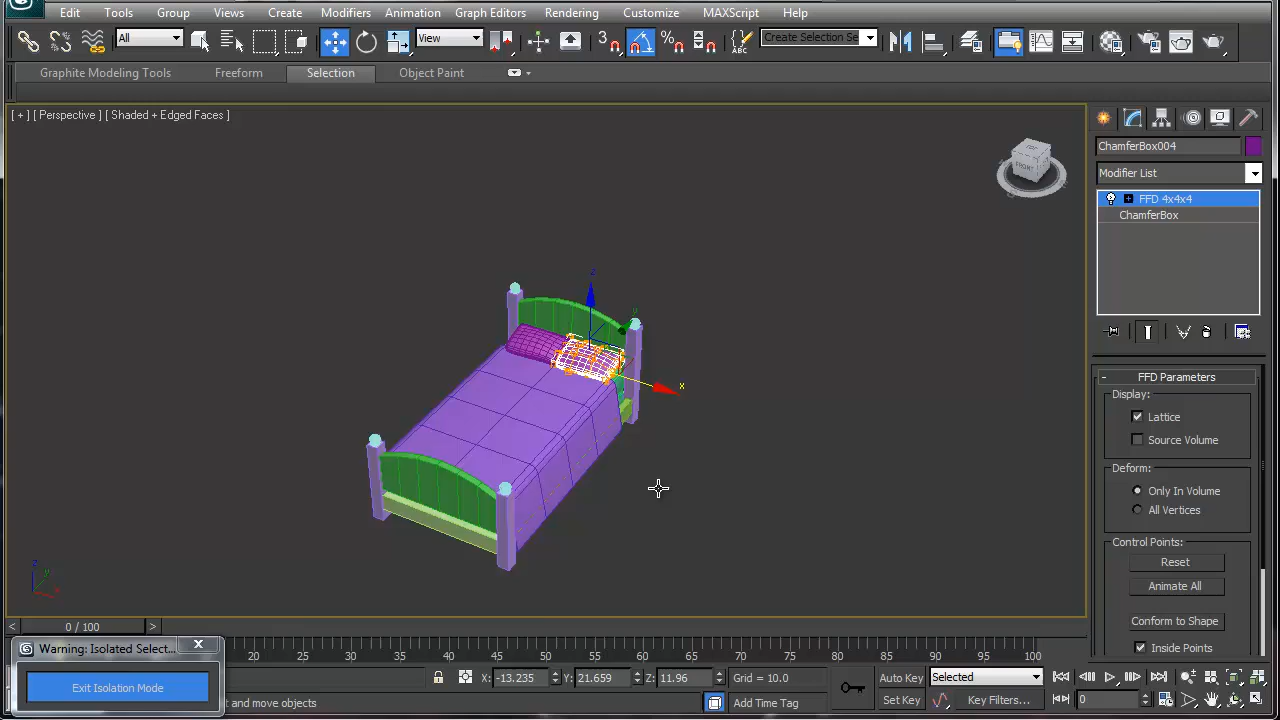 Edit Tools Group Views Create Modifiers Animation Graph Editors Rendering Customize MAXScript Help
All View 3 Create Selection Se
Graphite Modeling Tools Freeform Selection Object Paint
[ + ] [ Perspective ] [ Shaded + Edged Faces ]
FRONT
z
y
x
ChamferBox004
Modifier List
FFD 4x4x4
ChamferBox
- FFD Parameters
Display:
Lattice
Source Volume
Deform:
Only In Volume
All Vertices
Control Points:
Reset
Animate All
Conform to Shape
Inside Points
z
y
x
< 0 / 100 >
Warning: Isolated Select... X
Exit Isolation Mode
20 25 30 35 40 45 50 55 60 65 70 75 80 85 90 95 100
X: -13.235 Y: 21.659 Z: 11.96 Grid = 10.0
ct and move objects
Add Time Tag
Auto Key Selected
Set Key Key Filters...
0